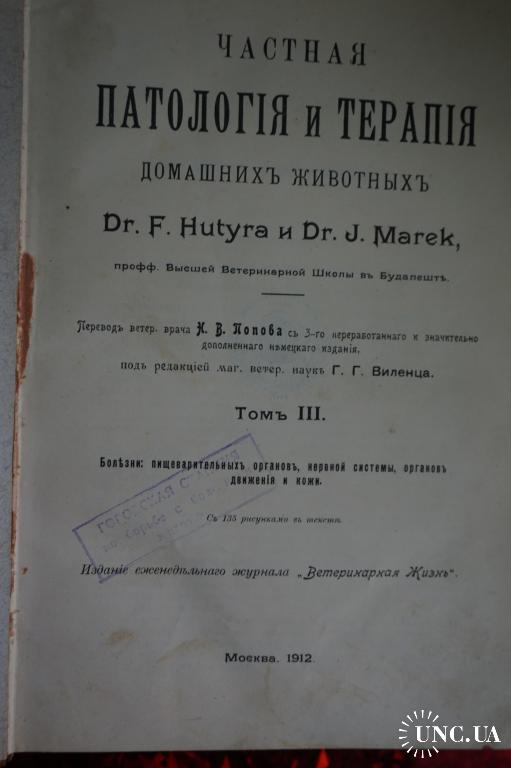 ЧАСТНАЯ
ПАТОЛОГІЯ и ТЕРАПІЯ
ДОМАШНИХЪ ЖИВОТНЫХЪ
Dr. F. Hutyra и Dr. J. Marek,
профф. Высшей Ветеринарной Школы въ Будапештѣ.
Переводъ ветер. врача Н. В. Попова съ 3-го переработаннаго и значительно
дополненнаго нѣмецкаго изданія,
подъ редакціей маг. ветер. наукъ Г. Г. Виленца.
Томъ III.
Болѣзни: пищеварительныхъ органовъ, нервной системы, органовъ
движенія и кожи.
Съ 135 рисунками въ текстѣ.
Изданіе еженедѣльнаго журнала „Ветеринарная Жизнь".
Москва. 1912.
UNC.UA